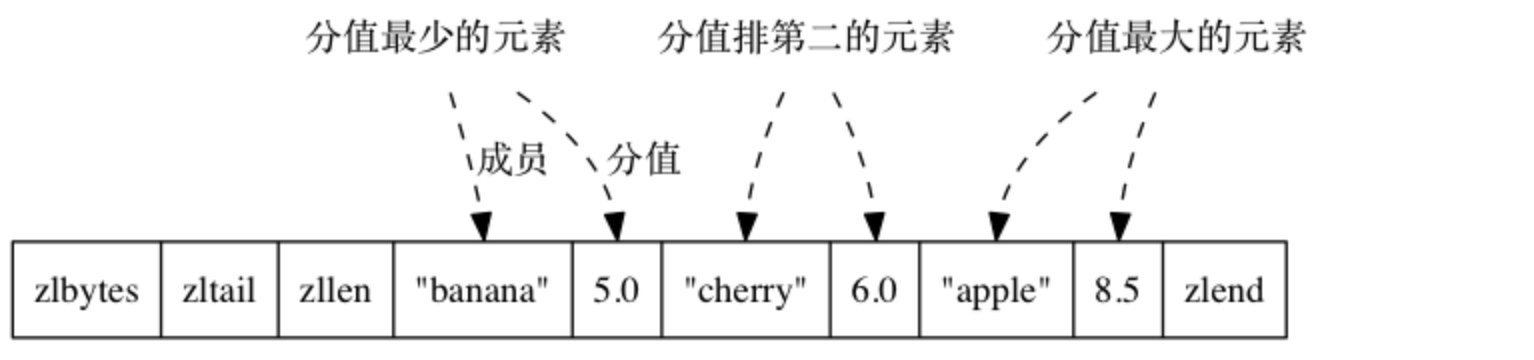 分值最少的元素 分值排第二的元素 分值最大的元素
成员 分值
zlbytes zltail zllen "banana" 5.0 "cherry" 6.0 "apple" 8.5 zlend